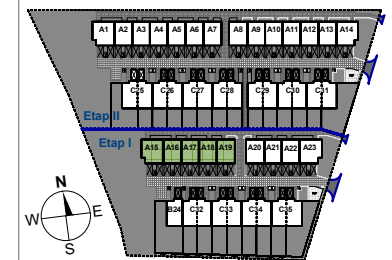 A1 A2 A3 A4 A5 A6 A7 A8 A9 A10 A11 A12 A13 A14
C25 C26 C27 C28 C29 C30 C31
Etap II
Etap I
A15 A16 A17 A18 A19 A20 A21 A22 A23
B24 C32 C33 C34 C35
N
W E
S